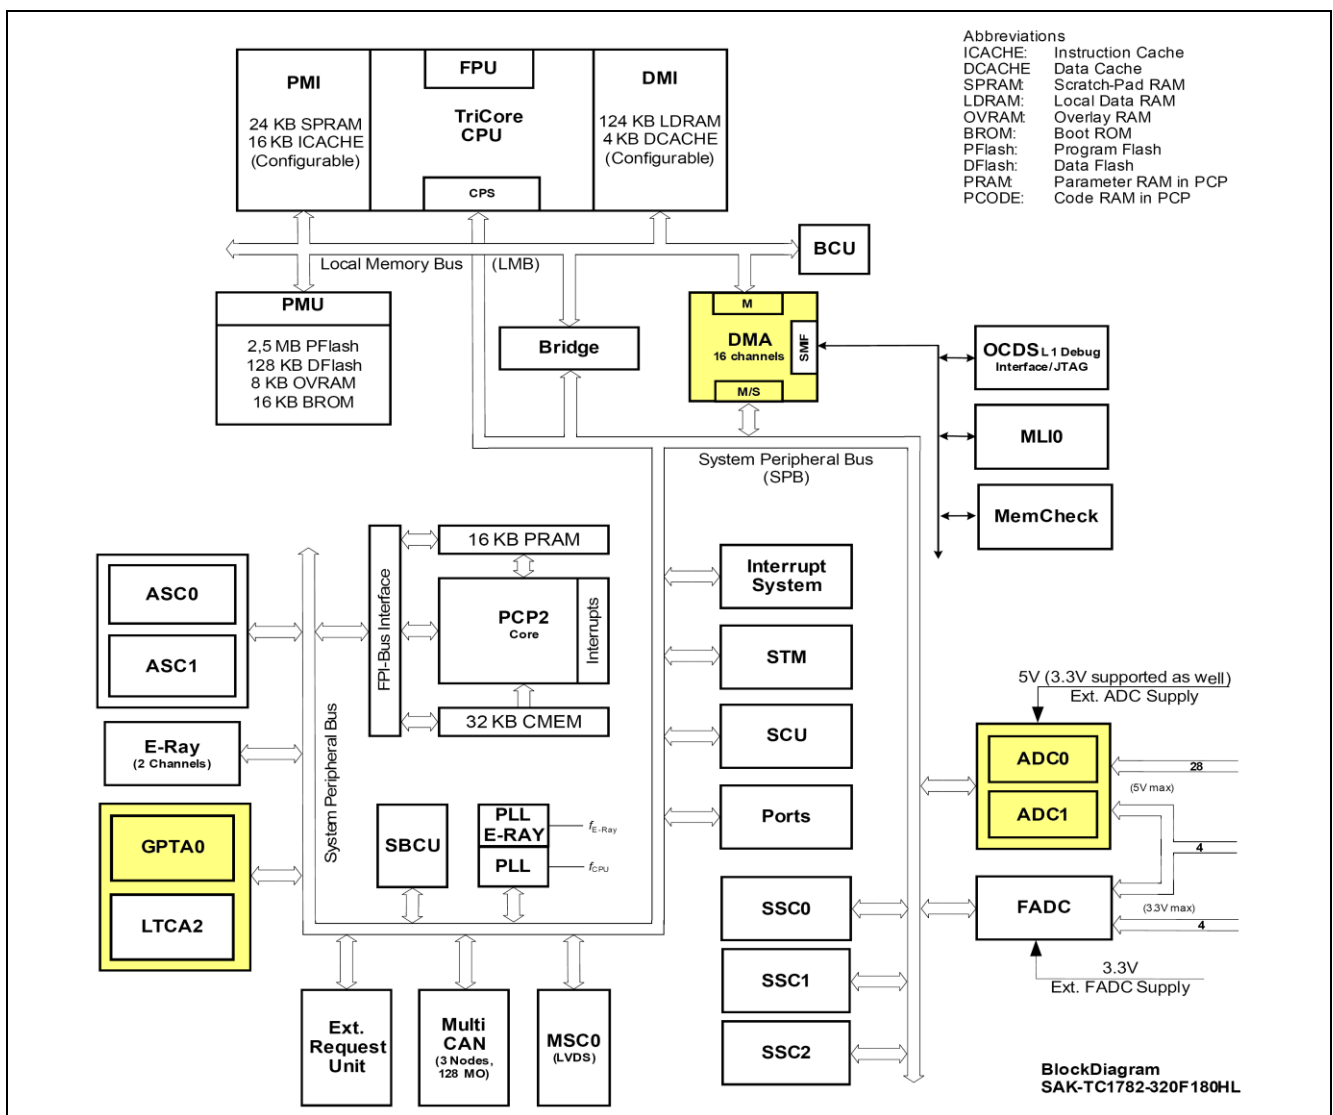 Abbreviations
ICACHE: Instruction Cache
DCACHE Data Cache
SPRAM: Scratch-Pad RAM
LDRAM: Local Data RAM
OVRAM: Overlay RAM
BROM: Boot ROM
PFlash: Program Flash
DFlash: Data Flash
PRAM: Parameter RAM in PCP
PCODE: Code RAM in PCP
PMI
24 KB SPRAM
16 KB ICACHE
(Configurable)
FPU
TriCore
CPU
CPS
DMI
124 KB LDRAM
4 KB DCACHE
(Configurable)
BCU
Local Memory Bus (LMB)
PMU
2,5 MB PFlash
128 KB DFlash
8 KB OVRAM
16 KB BROM
Bridge
M
DMA
16 channels
SMIF
M/S
OCDS L1 Debug
Interface/JTAG
MLI0
MemCheck
System Peripheral Bus
(SPB)
FPI-Bus Interface
16 KB PRAM
PCP2
Core
Interrupts
32 KB CMEM
ASC0
ASC1
E-Ray
(2 Channels)
GPTA0
LTCA2
System Peripheral Bus
SBCU
PLL
E-RAY
PLL
fE-Ray
fCPU
Interrupt
System
STM
SCU
Ports
SSC0
SSC1
SSC2
5V (3.3V supported as well)
Ext. ADC Supply
ADC0
ADC1
28
(5V max)
4
FADC
(3.3V max)
4
3.3V
Ext. FADC Supply
Ext.
Request
Unit
Multi
CAN
(3 Nodes,
128 MO)
MSC0
(LVDS)
BlockDiagram
SAK-TC1782-320F180HL